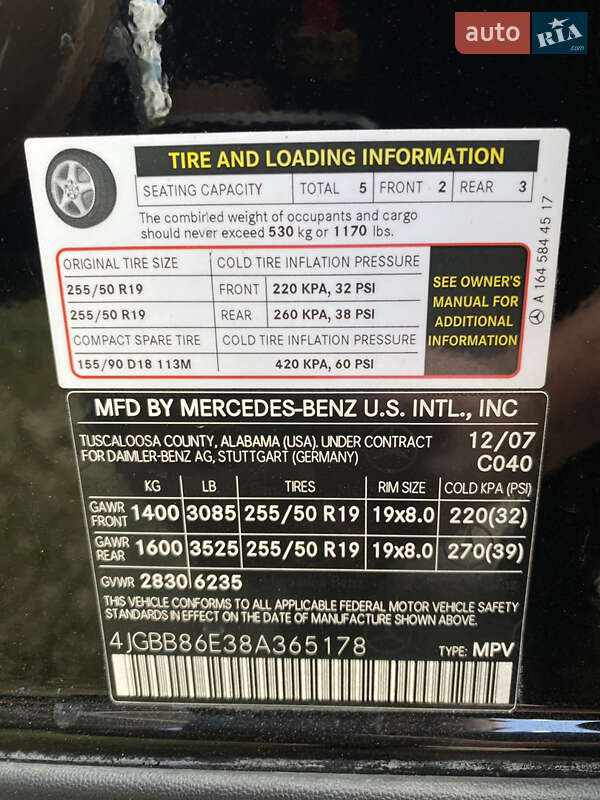 auto RIA .com
TIRE AND LOADING INFORMATION
SEATING CAPACITY TOTAL 5 FRONT 2 REAR 3
The combined weight of occupants and cargo
should never exceed 530 kg or 1170 lbs.
ORIGINAL TIRE SIZE COLD TIRE INFLATION PRESSURE
255/50 R19 FRONT 220 KPA, 32 PSI
255/50 R19 REAR 260 KPA, 38 PSI
COMPACT SPARE TIRE COLD TIRE INFLATION PRESSURE
155/90 D18 113M 420 KPA, 60 PSI
SEE OWNER'S
MANUAL FOR
ADDITIONAL
INFORMATION
A 164 584 45 17
MFD BY MERCEDES-BENZ U.S. INTL., INC
TUSCALOOSA COUNTY, ALABAMA (USA). UNDER CONTRACT
FOR DAIMLER-BENZ AG, STUTTGART (GERMANY)
12/07
C040
KG LB TIRES RIM SIZE COLD KPA (PSI)
GAWR FRONT 1400 3085 255/50 R19 19x8.0 220(32)
GAWR REAR 1600 3525 255/50 R19 19x8.0 270(39)
GVWR 2830 6235
THIS VEHICLE CONFORMS TO ALL APPLICABLE FEDERAL MOTOR VEHICLE SAFETY
STANDARDS IN EFFECT ON THE DATE OF MANUFACTURE SHOWN ABOVE.
4JGBB86E38A365178 TYPE: MPV